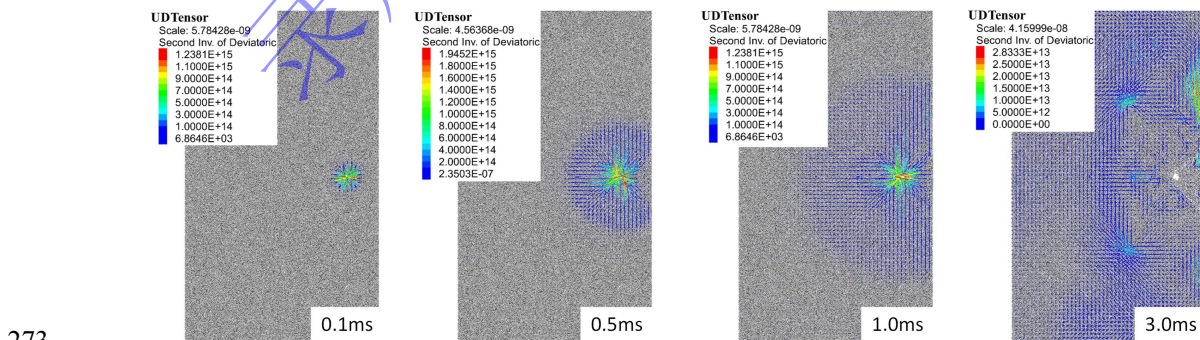 UDTensor
Scale: 5.78428e-09
Second Inv. of Deviatoric
1.2381E+15
1.1000E+15
9.0000E+14
7.0000E+14
5.0000E+14
3.0000E+14
1.0000E+14
6.8646E+03
0.1ms
UDTensor
Scale: 4.56368e-09
Second Inv. of Deviatoric
1.9452E+15
1.8000E+15
1.6000E+15
1.4000E+15
1.2000E+15
1.0000E+15
8.0000E+14
6.0000E+14
4.0000E+14
2.0000E+14
2.3503E-07
0.5ms
UDTensor
Scale: 5.78428e-09
Second Inv. of Deviatoric
1.2381E+15
1.1000E+15
9.0000E+14
7.0000E+14
5.0000E+14
3.0000E+14
1.0000E+14
6.8646E+03
1.0ms
UDTensor
Scale: 4.15999e-08
Second Inv. of Deviatoric
2.8333E+13
2.5000E+13
2.0000E+13
1.5000E+13
1.0000E+13
5.0000E+12
0.0000E+00
3.0ms
273